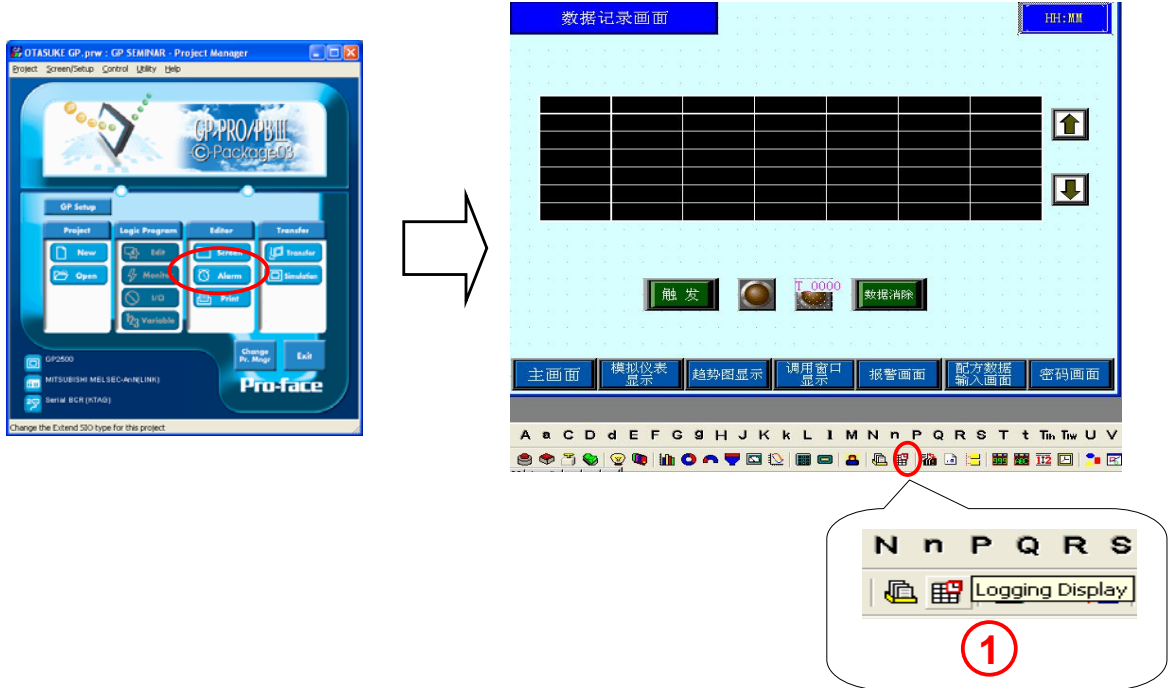 OTASUKE GP.prw : GP SEMINAR - Project Manager
Project Screen/Setup Control Utility Help
GP-PRO/PBIII
-©-Package03
GP Setup
Project
Logic Program
Editor
Transfer
New
Edit
Screen
Transfer
Open
Monitor
Alarm
Simulation
I/O
Print
123 Variable
Change Pr. Mngr
Exit
GP2500
MITSUBISHI MELSEC-AnN(LINK)
Serial BCR (KTAG)
Pro-face
Change the Extend SIO type for this project
数据记录画面
HH:MM
触 发
T_0000
数据消除
主画面
模拟仪表
显示
趋势图显示
调用窗口
显示
报警画面
配方数据
输入画面
密码画面
A a C D d E F G g H J K k L l M N n P Q R S T t Tih Tiw U V
N n P Q R S
Logging Display
1